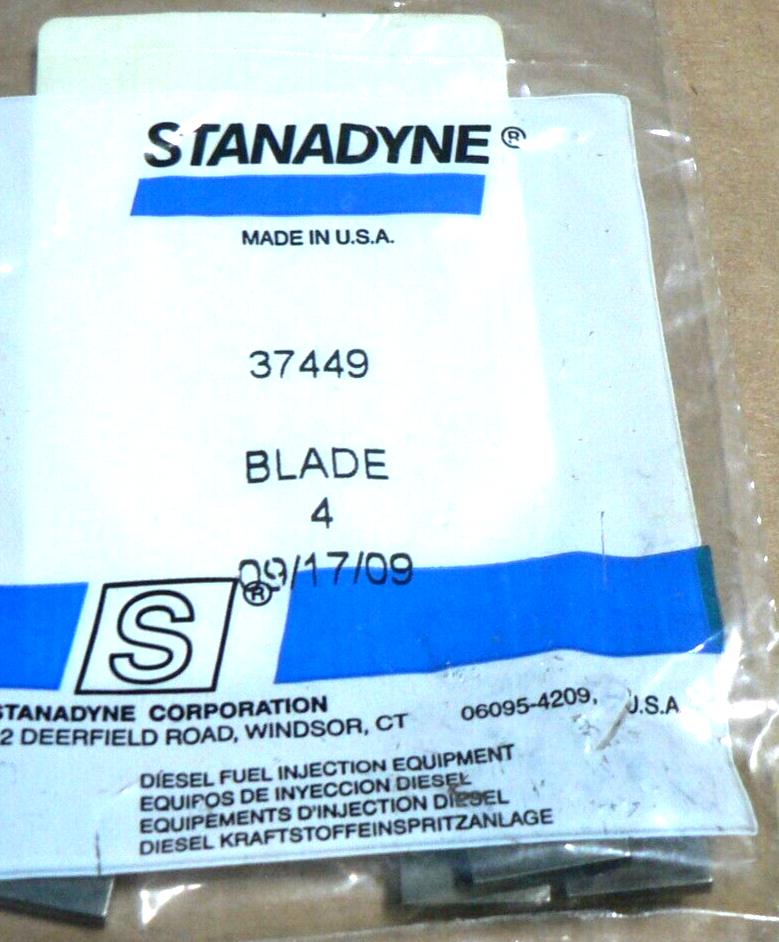 STANADYNE ®
MADE IN U.S.A.
37449
BLADE
4
09/17/09
S ®
STANADYNE CORPORATION
2 DEERFIELD ROAD, WINDSOR, CT 06095-4209, U.S.A
DIESEL FUEL INJECTION EQUIPMENT
EQUIPOS DE INYECCION DIESEL
EQUIPEMENTS D'INJECTION DIESEL
DIESEL KRAFTSTOFFEINSPRITZANLAGE